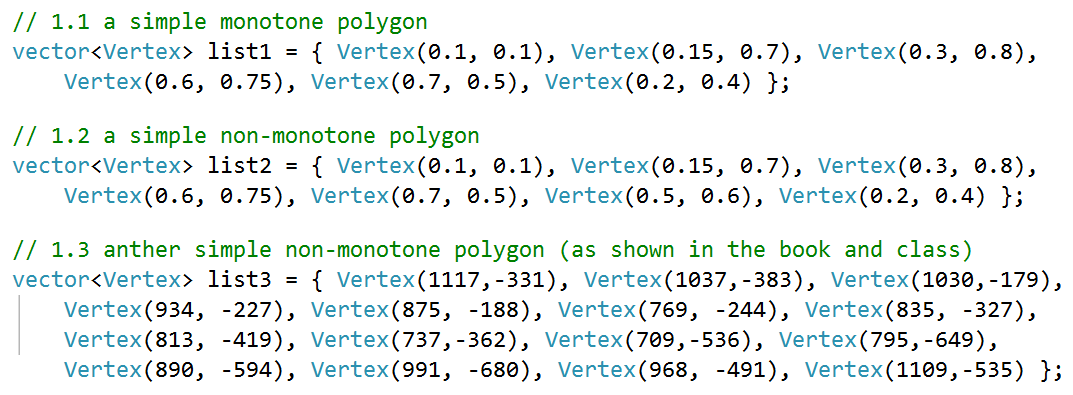 // 1.1 a simple monotone polygon
vector<Vertex> list1 = { Vertex(0.1, 0.1), Vertex(0.15, 0.7), Vertex(0.3, 0.8),
Vertex(0.6, 0.75), Vertex(0.7, 0.5), Vertex(0.2, 0.4) };
// 1.2 a simple non-monotone polygon
vector<Vertex> list2 = { Vertex(0.1, 0.1), Vertex(0.15, 0.7), Vertex(0.3, 0.8),
Vertex(0.6, 0.75), Vertex(0.7, 0.5), Vertex(0.5, 0.6), Vertex(0.2, 0.4) };
// 1.3 anther simple non-monotone polygon (as shown in the book and class)
vector<Vertex> list3 = { Vertex(1117,-331), Vertex(1037,-383), Vertex(1030,-179),
Vertex(934, -227), Vertex(875, -188), Vertex(769, -244), Vertex(835, -327),
Vertex(813, -419), Vertex(737,-362), Vertex(709,-536), Vertex(795,-649),
Vertex(890, -594), Vertex(991, -680), Vertex(968, -491), Vertex(1109,-535) };